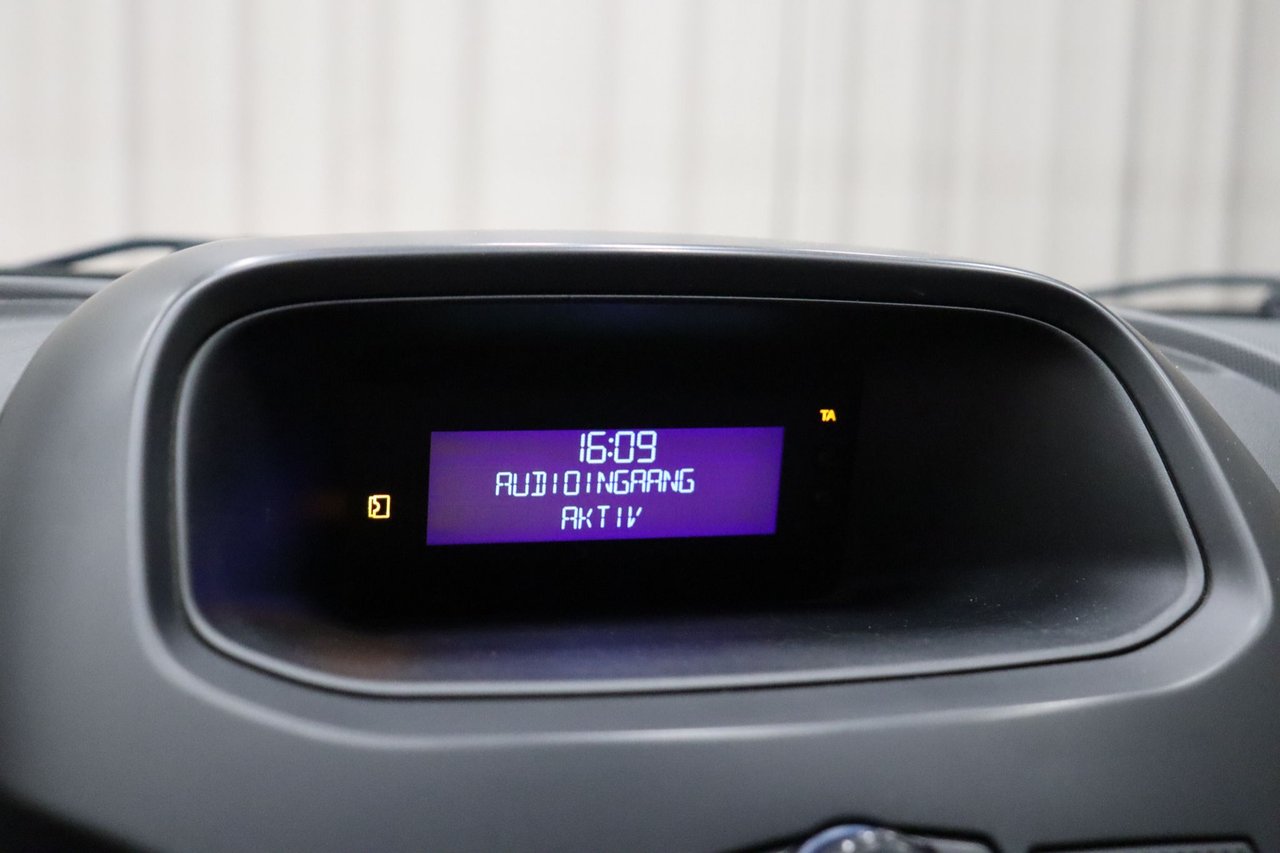 16:09
TA
AUDIOINGAANG
AKTIV